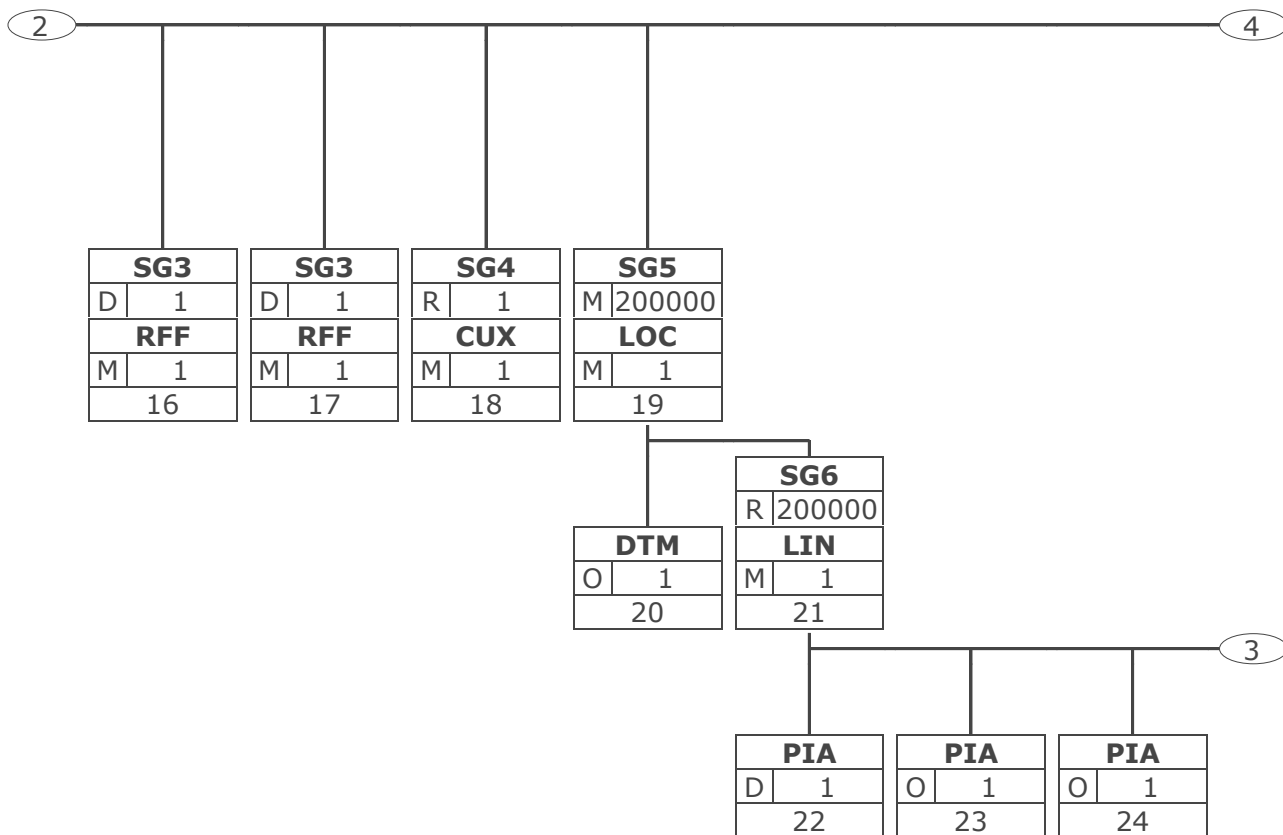 2
4
SG3 SG3 SG4 SG5
D 1 D 1 R 1 M 200000
RFF RFF CUX LOC
M 1 M 1 M 1 M 1
16 17 18 19
SG6
R 200000
DTM LIN
O 1 M 1
20 21
3
PIA PIA PIA
D 1 O 1 O 1
22 23 24